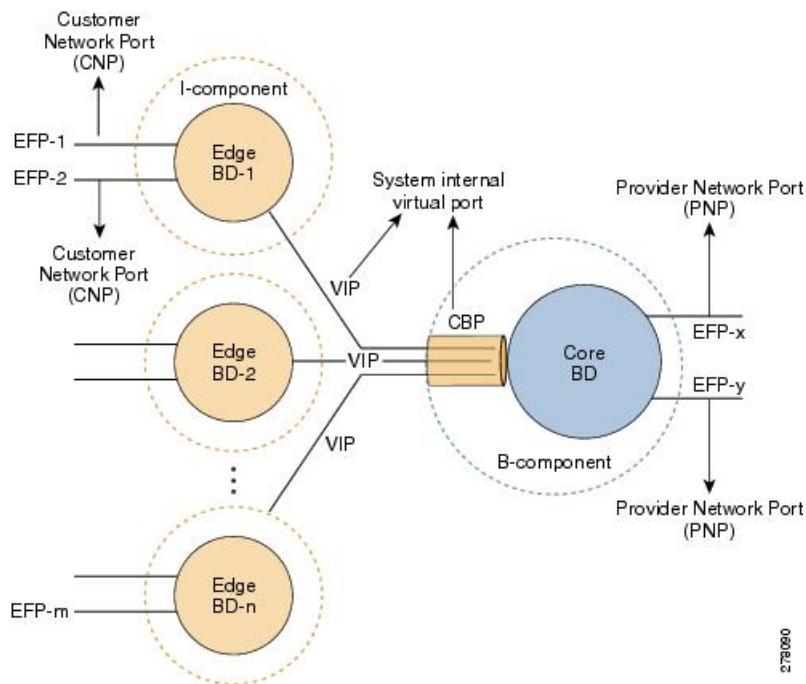 Customer
Network Port
(CNP)
I-component
EFP-1
EFP-2
Edge
BD-1
Customer
Network Port
(CNP)
System internal
virtual port
Provider Network Port
(PNP)
VIP
CBP
Edge
BD-2
VIP
Core
BD
EFP-x
EFP-y
VIP
B-component
Provider Network Port
(PNP)
Edge
BD-n
EFP-m
278090